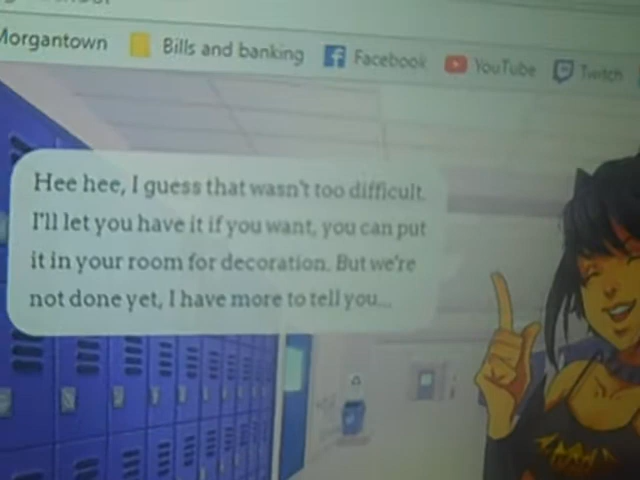 Morgantown Bills and banking Facebook YouTube Twitch
Hee hee, I guess that wasn't too difficult.
I'll let you have it if you want, you can put
it in your room for decoration. But we're
not done yet, I have more to tell you...